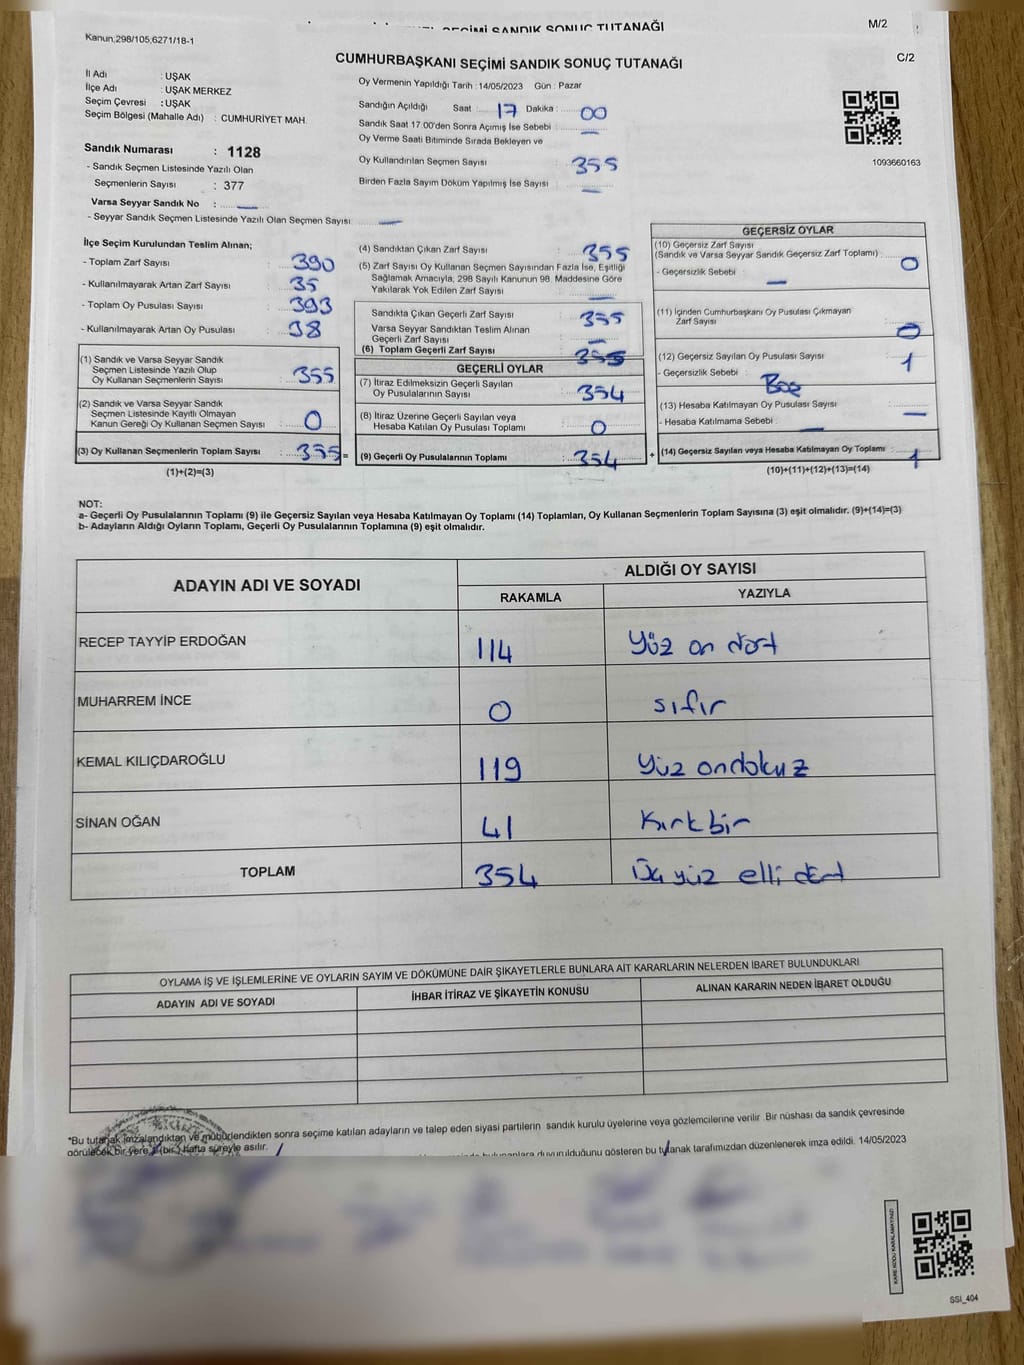 SEÇİMİ SANDIK SONUÇ TUTANAĞI
M/2
Kanun,298/105,6271/18-1
CUMHURBAŞKANI SEÇİMİ SANDIK SONUÇ TUTANAĞI
C/2
İl Adı : UŞAK
İlçe Adı : UŞAK MERKEZ
Seçim Çevresi : UŞAK
Seçim Bölgesi (Mahalle Adı) : CUMHURİYET MAH.
Sandık Numarası : 1128
- Sandık Seçmen Listesinde Yazılı Olan
Seçmenlerin Sayısı : 377
Varsa Seyyar Sandık No : —
- Seyyar Sandık Seçmen Listesinde Yazılı Olan Seçmen Sayısı: —
Oy Vermenin Yapıldığı Tarih : 14/05/2023 Gün : Pazar
Sandığın Açıldığı Saat : 17 Dakika : 00
Sandık Saat 17.00'den Sonra Açımış İse Sebebi : —
Oy Verme Saati Bitiminde Sırada Bekleyen ve
Oy Kullandırılan Seçmen Sayısı : 355
Birden Fazla Sayım Döküm Yapılmış İse Sayısı : —
1093660163
İlçe Seçim Kurulundan Teslim Alınan;
- Toplam Zarf Sayısı : 390
- Kullanılmayarak Artan Zarf Sayısı : 35
- Toplam Oy Pusulası Sayısı : 393
- Kullanılmayarak Artan Oy Pusulası : 38
(1) Sandık ve Varsa Seyyar Sandık
Seçmen Listesinde Yazılı Olup
Oy Kullanan Seçmenlerin Sayısı : 355
(2) Sandık ve Varsa Seyyar Sandık
Seçmen Listesinde Kayıtlı Olmayan
Kanun Gereği Oy Kullanan Seçmen Sayısı : 0
(3) Oy Kullanan Seçmenlerin Toplam Sayısı : 355 =
(1)+(2)=(3)
(4) Sandıktan Çıkan Zarf Sayısı : 355
(5) Zarf Sayısı Oy Kullanan Seçmen Sayısından Fazla İse, Eşitliği
Sağlamak Amacıyla, 298 Sayılı Kanunun 98. Maddesine Göre
Yakılarak Yok Edilen Zarf Sayısı : —
Sandıkta Çıkan Geçerli Zarf Sayısı : 355
Varsa Seyyar Sandıktan Teslim Alınan
Geçerli Zarf Sayısı : —
(6) Toplam Geçerli Zarf Sayısı : 355
GEÇERLİ OYLAR
(7) İtiraz Edilmeksizin Geçerli Sayılan
Oy Pusulalarının Sayısı : 354
(8) İtiraz Üzerine Geçerli Sayılan veya
Hesaba Katılan Oy Pusulası Toplamı : 0
(9) Geçerli Oy Pusulalarının Toplamı : 354 +
GEÇERSİZ OYLAR
(10) Geçersiz Zarf Sayısı
(Sandık ve Varsa Seyyar Sandık Geçersiz Zarf Toplamı) : 0
- Geçersizlik Sebebi : —
(11) İçinden Cumhurbaşkanı Oy Pusulası Çıkmayan
Zarf Sayısı : 0
(12) Geçersiz Sayılan Oy Pusulası Sayısı : 1
- Geçersizlik Sebebi : Boş
(13) Hesaba Katılmayan Oy Pusulası Sayısı : —
- Hesaba Katılmama Sebebi : —
(14) Geçersiz Sayılan veya Hesaba Katılmayan Oy Toplamı : 1
(10)+(11)+(12)+(13)=(14)
NOT:
a- Geçerli Oy Pusulalarının Toplamı (9) ile Geçersiz Sayılan veya Hesaba Katılmayan Oy Toplamı (14) Toplamları, Oy Kullanan Seçmenlerin Toplam Sayısına (3) eşit olmalıdır. (9)+(14)=(3)
b- Adayların Aldığı Oyların Toplamı, Geçerli Oy Pusulalarının Toplamına (9) eşit olmalıdır.
ADAYIN ADI VE SOYADI
ALDIĞI OY SAYISI
RAKAMLA YAZIYLA
RECEP TAYYİP ERDOĞAN 114 Yüz on dört
MUHARREM İNCE 0 sıfır
KEMAL KILIÇDAROĞLU 119 Yüz ondokuz
SİNAN OĞAN 41 Kırkbir
TOPLAM 354 Üç yüz elli dört
OYLAMA İŞ VE İŞLEMLERİNE VE OYLARIN SAYIM VE DÖKÜMÜNE DAİR ŞİKAYETLERLE BUNLARA AİT KARARLARIN NELERDEN İBARET BULUNDUKLARI
ADAYIN ADI VE SOYADI İHBAR İTİRAZ VE ŞİKAYETİN KONUSU ALINAN KARARIN NEDEN İBARET OLDUĞU
*Bu tutanak imzalandıktan ve mühürlendikten sonra seçime katılan adayların ve talep eden siyasi partilerin sandık kurulu üyelerine veya gözlemcilerine verilir. Bir nüshası da sandık çevresinde
görülecek bir yere 1 (bir) hafta süreyle asılır.
bulunanlara duyurulduğunu gösteren bu tutanak tarafımızdan düzenlenerek imza edildi. 14/05/2023
KARE KODU KARALAMAYINIZ!
SSI_404